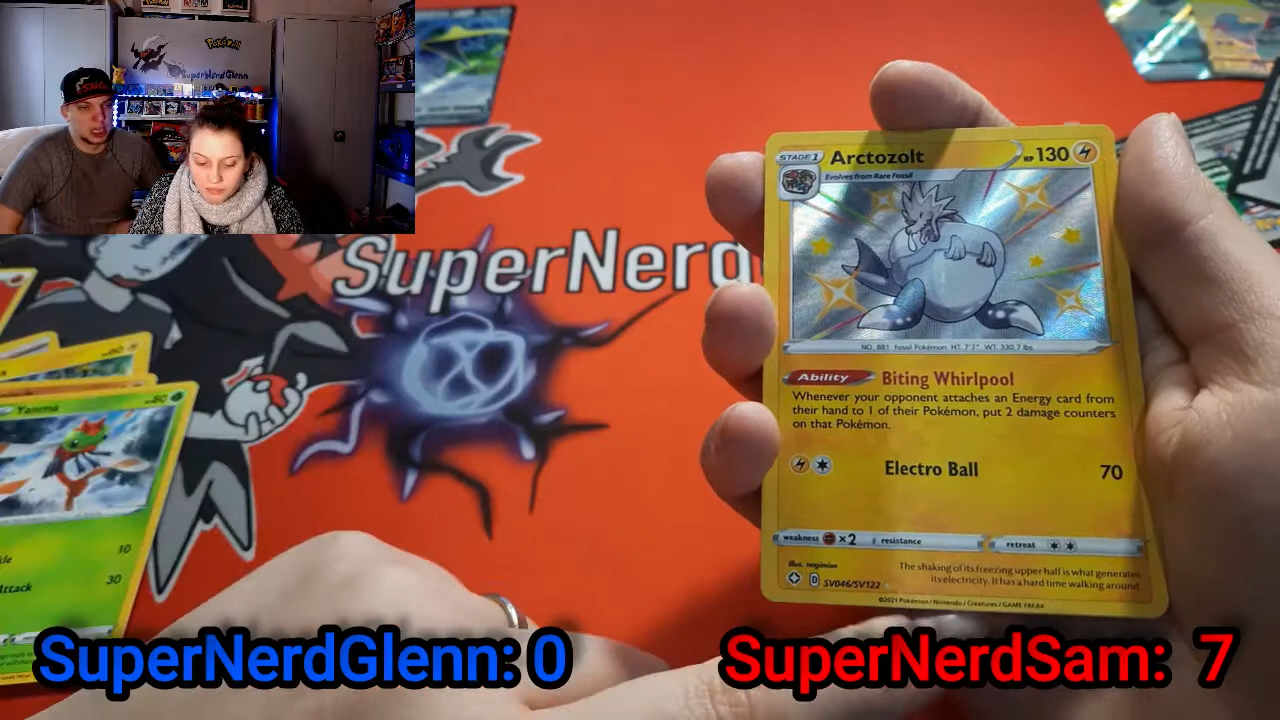 Pokémon
SuperNerdGlenn
SuperNerd
STAGE 1 Arctozolt HP 130
Evolves from Rare Fossil
NO. 881 Fossil Pokémon HT: 7'7" WT: 330.7 lbs.
Ability Biting Whirlpool
Whenever your opponent attaches an Energy card from
their hand to 1 of their Pokémon, put 2 damage counters
on that Pokémon.
Electro Ball 70
weakness ×2 resistance retreat
Illus. nagimiso
The shaking of its freezing upper half is what generates
its electricity. It has a hard time walking around.
D SV046/SV122
©2021 Pokémon / Nintendo / Creatures / GAME FREAK
60
Yanma 60
10
Attack 30
SuperNerdGlenn: 0
SuperNerdSam: 7